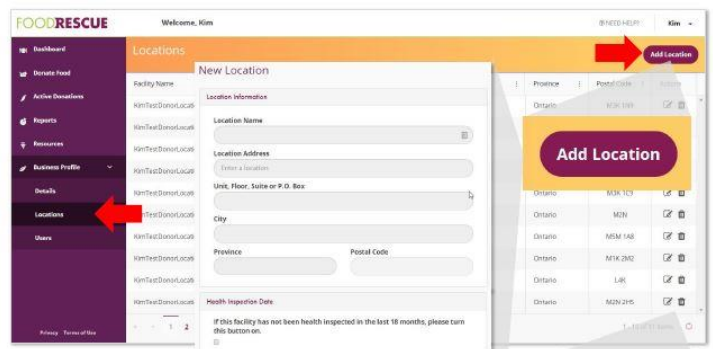 FOODRESCUE
Welcome, Kim
NEED HELP?
Kim
Dashboard
Donate Food
Active Donations
Reports
Resources
Business Profile
Details
Locations
Users
Privacy Terms of Use
Locations
Add Location
Facility Name
Province
Postal Code
KimTestDonorLocati
Ontario
KimTestDonorLocati
KimTestDonorLocati
KimTestDonorLocati
KimTestDonorLocati
Ontario
M3K 1C9
KimTestDonorLocati
Ontario
M2N
KimTestDonorLocati
Ontario
M5M 1A8
KimTestDonorLocati
Ontario
M1K 2M2
KimTestDonorLocati
Ontario
L4K
KimTestDonorLocati
Ontario
M2N 2H5
1 2
New Location
Location Information
Location Name
Location Address
Enter a location
Unit, Floor, Suite or P.O. Box
City
Province Postal Code
Health Inspection Date
If this facility has not been health inspected in the last 18 months, please turn
this button on.
Add Location